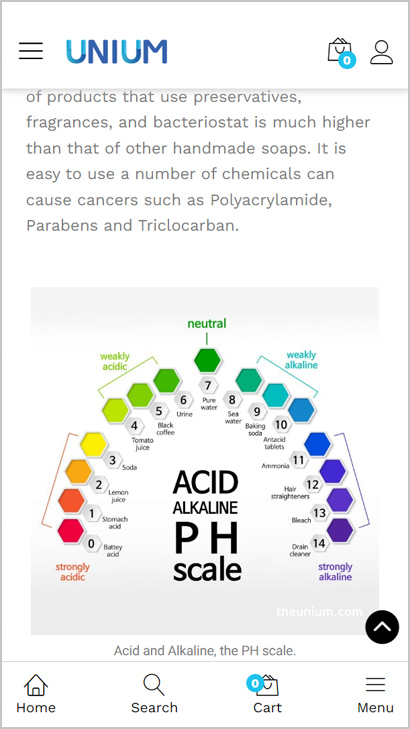 UNIUM
0
of products that use preservatives,
fragrances, and bacteriostat is much higher
than that of other handmade soaps. It is
easy to use a number of chemicals can
cause cancers such as Polyacrylamide,
Parabens and Triclocarban.
neutral
weakly
acidic
weakly
alkaline
7
Pure
water
6
Urine
8
Sea
water
5
Black
coffee
9
Baking
soda
4
Tomato
juice
10
Antacid
tablets
3
Soda
11
Ammonia
2
Lemon
juice
12
Hair
straighteners
1
Stomach
acid
13
Bleach
0
Battey
acid
14
Drain
cleaner
ACID
ALKALINE
PH
scale
strongly
acidic
strongly
alkaline
theunium.com
Acid and Alkaline, the PH scale.
0
Home
Search
Cart
Menu